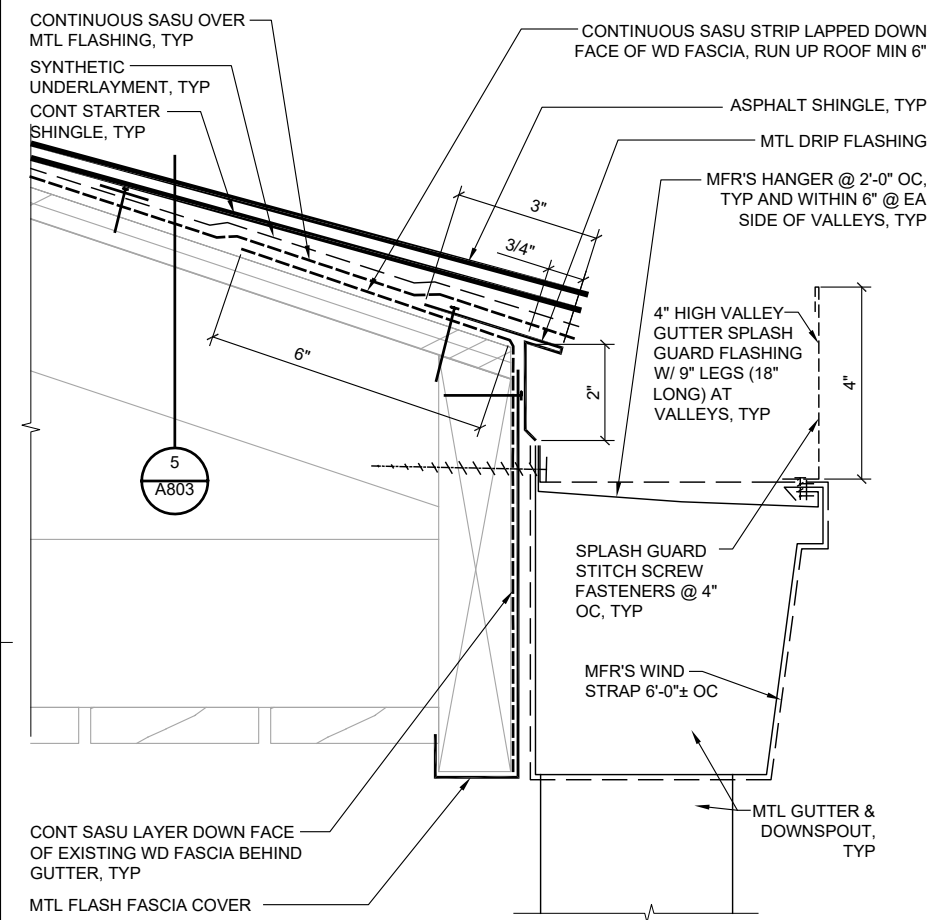 CONTINUOUS SASU OVER
MTL FLASHING, TYP
SYNTHETIC
UNDERLAYMENT, TYP
CONT STARTER
SHINGLE, TYP
CONTINUOUS SASU STRIP LAPPED DOWN
FACE OF WD FASCIA, RUN UP ROOF MIN 6"
ASPHALT SHINGLE, TYP
MTL DRIP FLASHING
MFR'S HANGER @ 2'-0" OC,
TYP AND WITHIN 6" @ EA
SIDE OF VALLEYS, TYP
3"
3/4"
6"
2"
4" HIGH VALLEY
GUTTER SPLASH
GUARD FLASHING
W/ 9" LEGS (18"
LONG) AT
VALLEYS, TYP
4"
5
A803
SPLASH GUARD
STITCH SCREW
FASTENERS @ 4"
OC, TYP
MFR'S WIND
STRAP 6'-0"± OC
MTL GUTTER &
DOWNSPOUT,
TYP
CONT SASU LAYER DOWN FACE
OF EXISTING WD FASCIA BEHIND
GUTTER, TYP
MTL FLASH FASCIA COVER